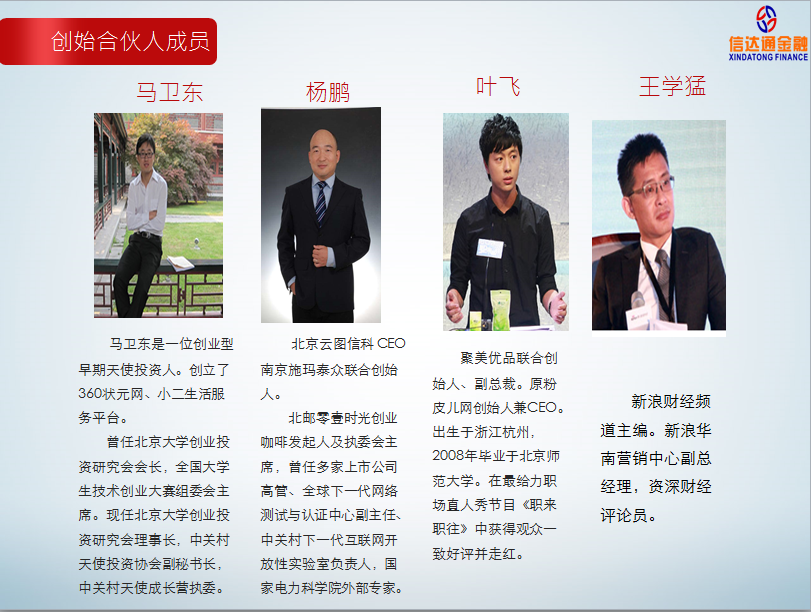 创始合伙人成员
信达通金融
XINDATONG FINANCE
马卫东
杨鹏
叶飞
王学猛
马卫东是一位创业型
早期天使投资人。创立了
360状元网、小二生活服
务平台。
曾任北京大学创业投
资研究会会长，全国大学
生技术创业大赛组委会主
席。现任北京大学创业投
资研究会理事长，中关村
天使投资协会副秘书长，
中关村天使成长营执委。
北京云图信科 CEO
南京施玛泰众联合创始
人。
北邮零壹时光创业
咖啡发起人及执委会主
席，曾任多家上市公司
高管、全球下一代网络
测试与认证中心副主任、
中关村下一代互联网开
放性实验室负责人，国
家电力科学院外部专家。
聚美优品联合创
始人、副总裁。原粉
皮儿网创始人兼CEO。
出生于浙江杭州，
2008年毕业于北京师
范大学。在最给力职
场直人秀节目《职来
职往》中获得观众一
致好评并走红。
新浪财经频
道主编。新浪华
南营销中心副总
经理，资深财经
评论员。